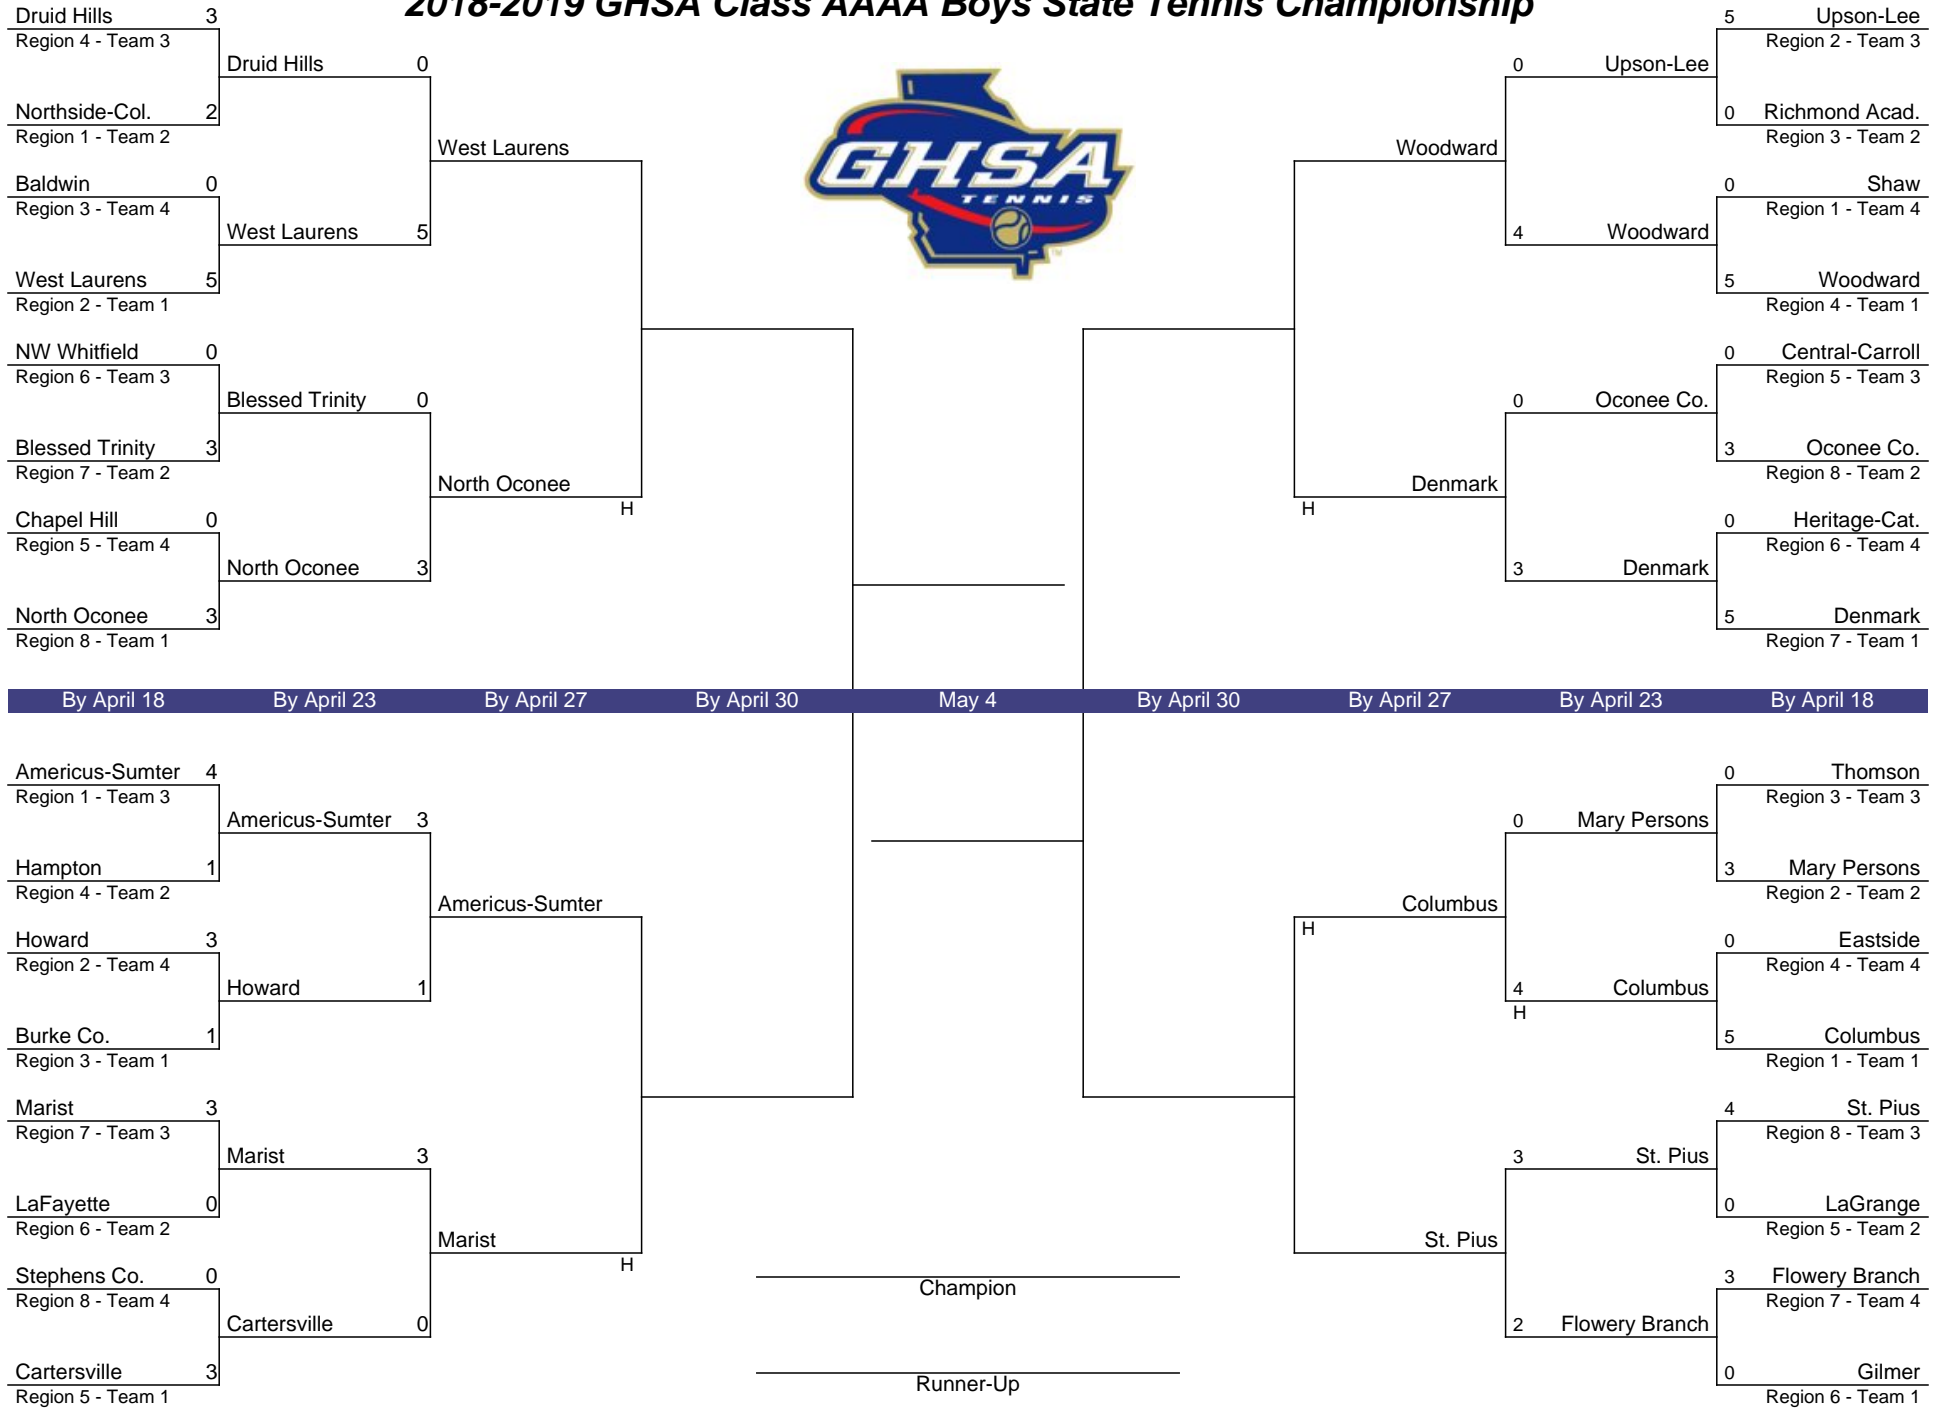 2018-2019 GHSA Class AAAA Boys State Tennis Championship
Druid Hills 3
Region 4 - Team 3
Northside-Col. 2
Region 1 - Team 2
Baldwin 0
Region 3 - Team 4
West Laurens 5
Region 2 - Team 1
NW Whitfield 0
Region 6 - Team 3
Blessed Trinity 3
Region 7 - Team 2
Chapel Hill 0
Region 5 - Team 4
North Oconee 3
Region 8 - Team 1
Druid Hills 0
West Laurens 5
Blessed Trinity 0
North Oconee 3
West Laurens
North Oconee
H
GHSA
TENNIS
TM
Woodward
Denmark
H
0 Upson-Lee
4 Woodward
0 Oconee Co.
3 Denmark
5 Upson-Lee
Region 2 - Team 3
0 Richmond Acad.
Region 3 - Team 2
0 Shaw
Region 1 - Team 4
5 Woodward
Region 4 - Team 1
0 Central-Carroll
Region 5 - Team 3
3 Oconee Co.
Region 8 - Team 2
0 Heritage-Cat.
Region 6 - Team 4
5 Denmark
Region 7 - Team 1
By April 18 By April 23 By April 27 By April 30 May 4 By April 30 By April 27 By April 23 By April 18
Americus-Sumter 4
Region 1 - Team 3
Hampton 1
Region 4 - Team 2
Howard 3
Region 2 - Team 4
Burke Co. 1
Region 3 - Team 1
Marist 3
Region 7 - Team 3
LaFayette 0
Region 6 - Team 2
Stephens Co. 0
Region 8 - Team 4
Cartersville 3
Region 5 - Team 1
Americus-Sumter 3
Howard 1
Marist 3
Cartersville 0
Americus-Sumter
Marist
H
Champion
Runner-Up
Columbus
H
St. Pius
0 Mary Persons
4 Columbus
H
3 St. Pius
2 Flowery Branch
0 Thomson
Region 3 - Team 3
3 Mary Persons
Region 2 - Team 2
0 Eastside
Region 4 - Team 4
5 Columbus
Region 1 - Team 1
4 St. Pius
Region 8 - Team 3
0 LaGrange
Region 5 - Team 2
3 Flowery Branch
Region 7 - Team 4
0 Gilmer
Region 6 - Team 1